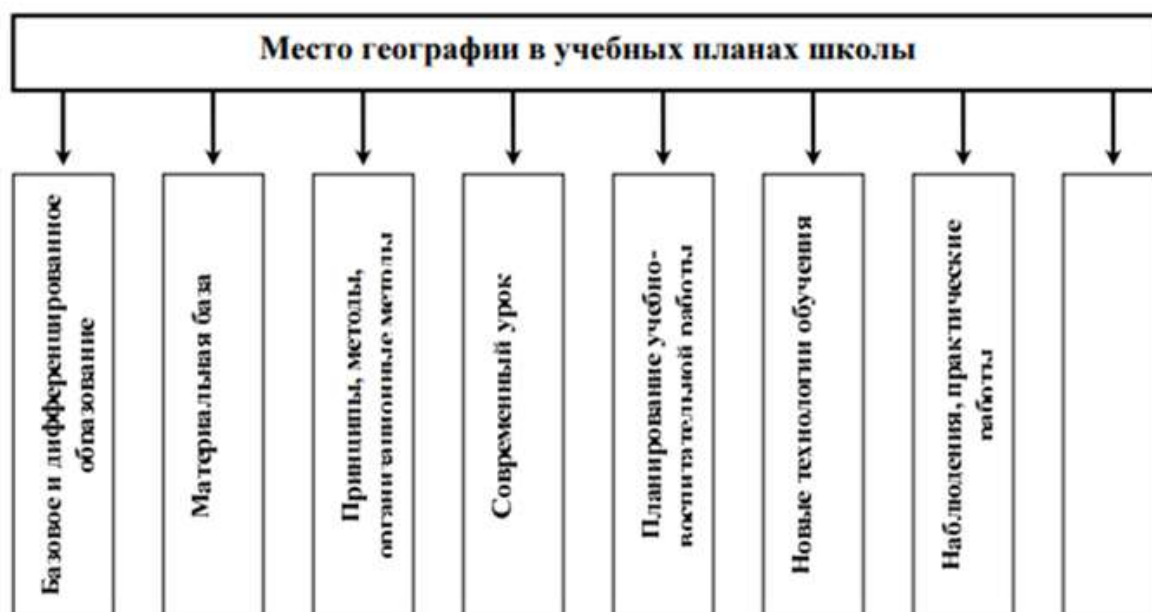 Место географии в учебных планах школы
Базовое и дифференцированное
образование
Материальная база
Принципы, методы,
организационные методы
Современный урок
Планирование учебно-
воспитательной работы
Новые технологии обучения
Наблюдения, практические
работы